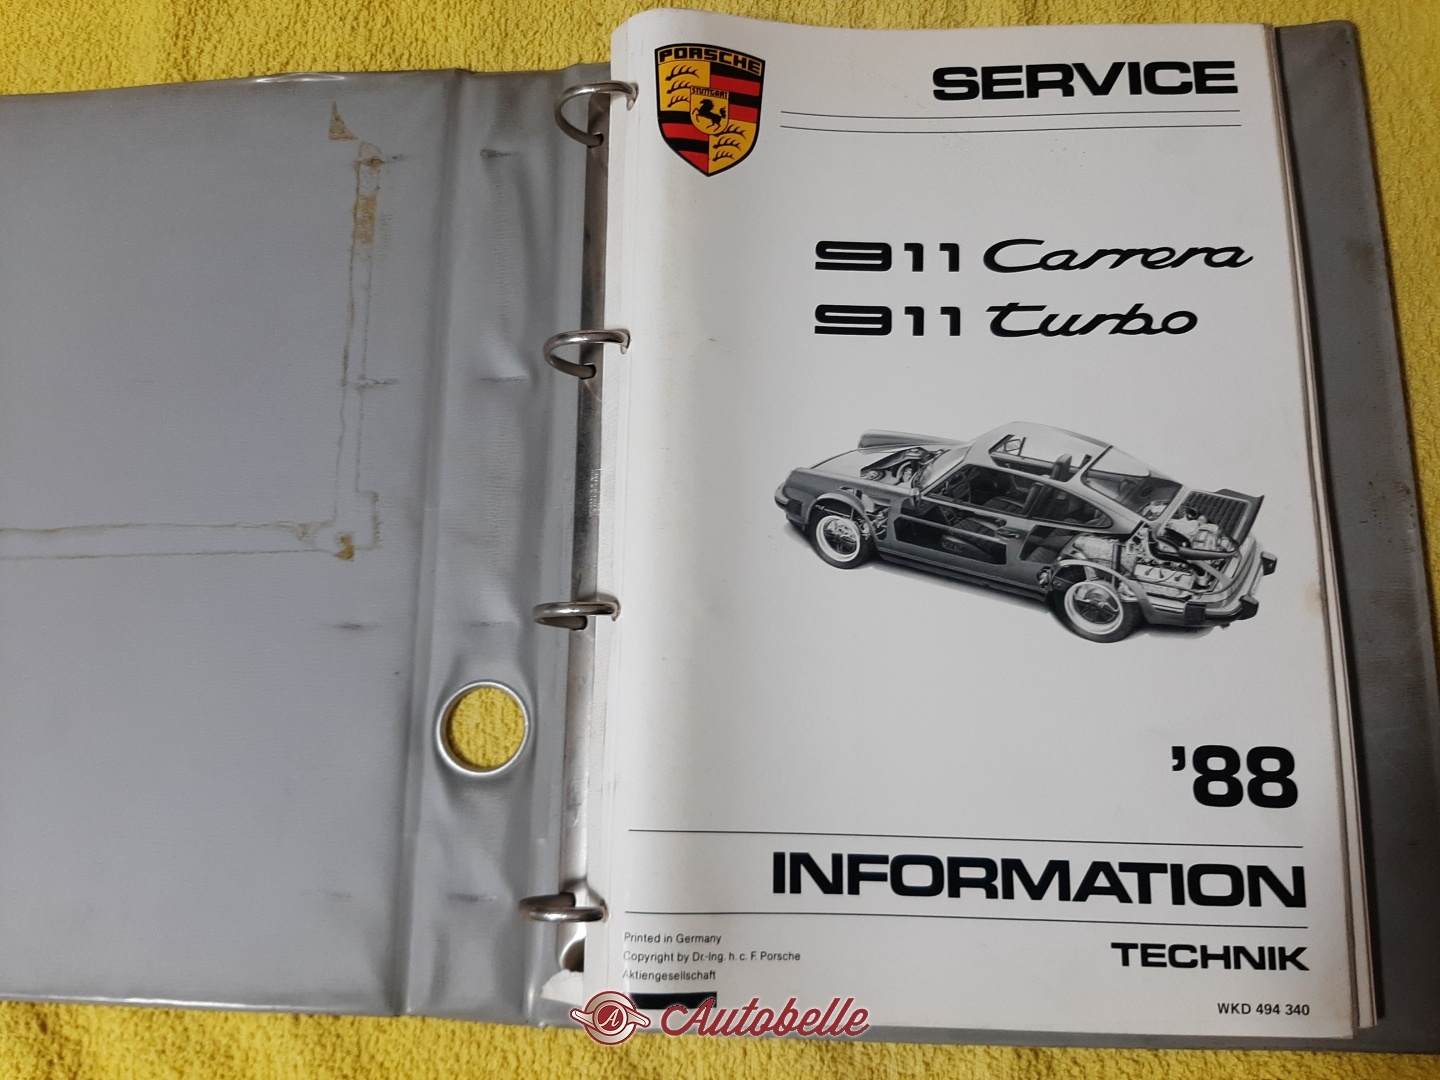 PORSCHE
STUTTGART
SERVICE
911 Carrera
911 turbo
'88
INFORMATION
TECHNIK
Printed in Germany
Copyright by Dr.-Ing. h. c. F. Porsche
Aktiengesellschaft
WKD 494 340
A Autobelle